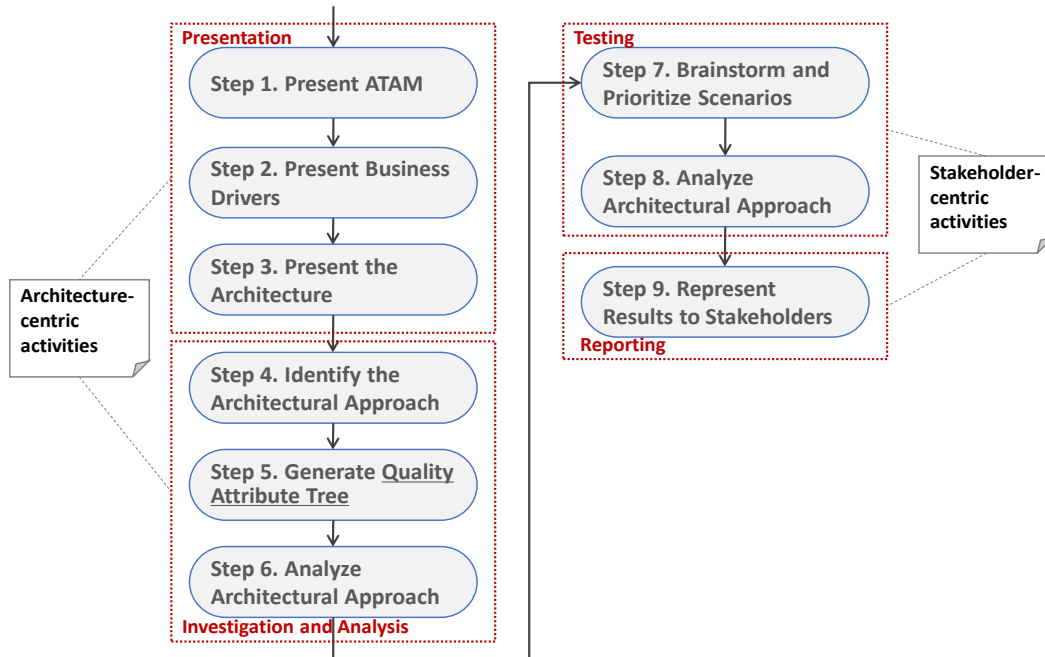 Presentation
Step 1. Present ATAM
Step 2. Present Business
Drivers
Step 3. Present the
Architecture
Architecture-
centric
activities
Step 4. Identify the
Architectural Approach
Step 5. Generate Quality
Attribute Tree
Step 6. Analyze
Architectural Approach
Investigation and Analysis
Testing
Step 7. Brainstorm and
Prioritize Scenarios
Step 8. Analyze
Architectural Approach
Stakeholder-
centric
activities
Step 9. Represent
Results to Stakeholders
Reporting